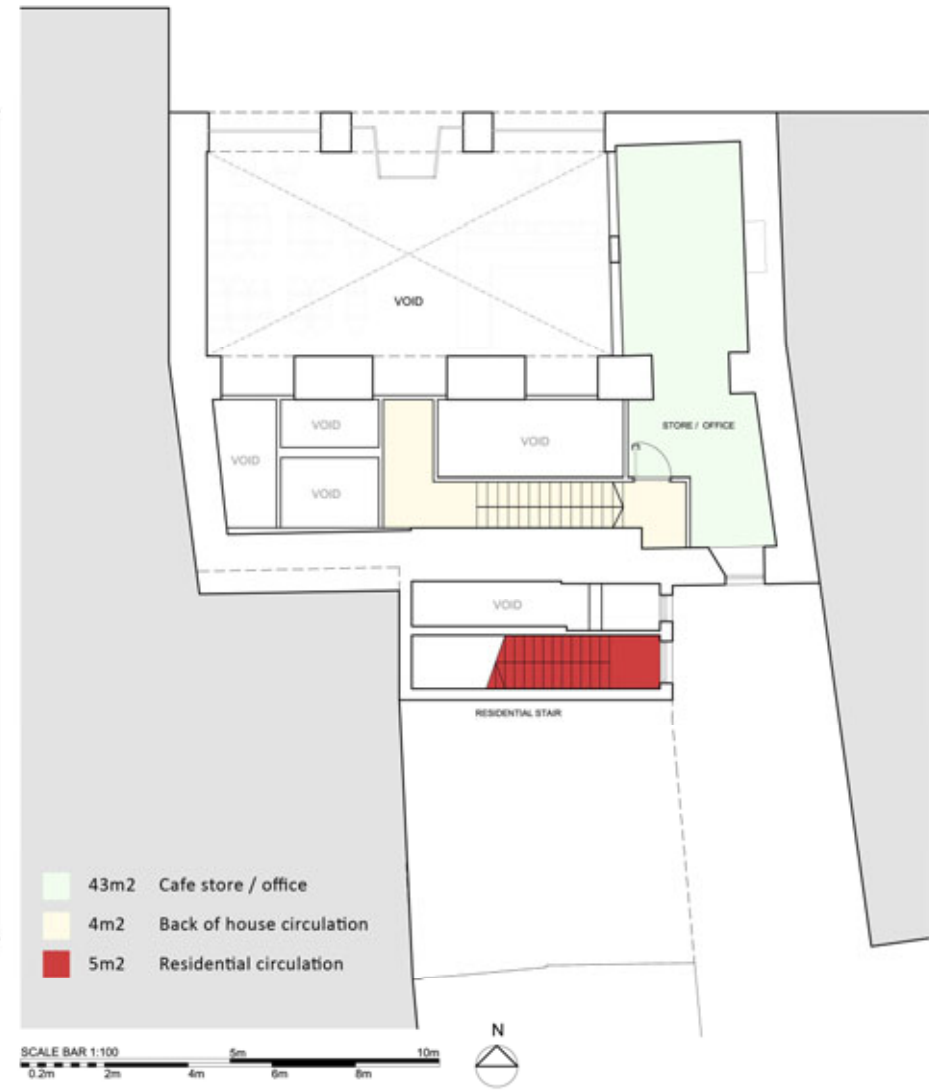 VOID
STORE / OFFICE
VOID
VOID
VOID
VOID
VOID
RESIDENTIAL STAIR
43m2 Cafe store / office
4m2 Back of house circulation
5m2 Residential circulation
N
SCALE BAR 1:100 5m 10m
0.2m 2m 4m 6m 8m